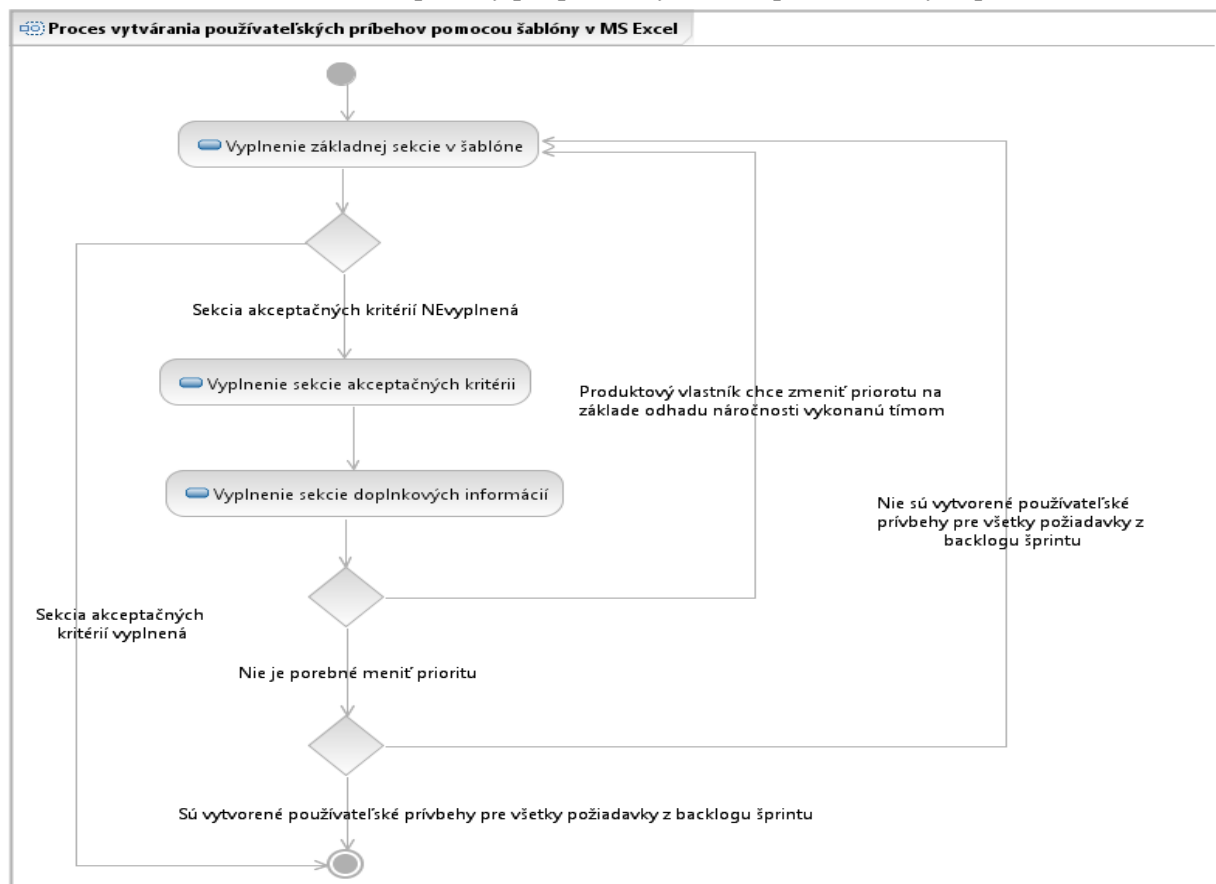 Proces vytvárania používateľských príbehov pomocou šablóny v MS Excel
Vyplnenie základnej sekcie v šablóne
Sekcia akceptačných kritérií NEvyplnená
Vyplnenie sekcie akceptačných kritérii
Produktový vlastník chce zmeniť priorotu na
základe odhadu náročnosti vykonanú tímom
Vyplnenie sekcie doplnkových informácií
Nie sú vytvorené používateľské
prívbehy pre všetky požiadavky z
backlogu šprintu
Sekcia akceptačných
kritérií vyplnená
Nie je porebné meniť prioritu
Sú vytvorené používateľské prívbehy pre všetky požiadavky z backlogu šprintu